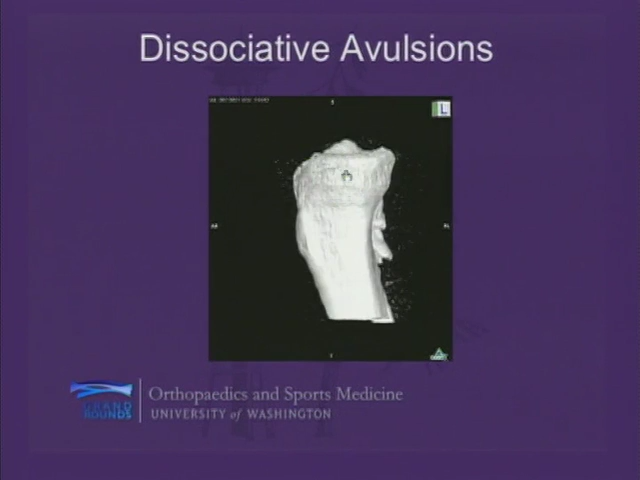 Dissociative Avulsions
L
GRAND
ROUNDS
Orthopaedics and Sports Medicine
UNIVERSITY of WASHINGTON